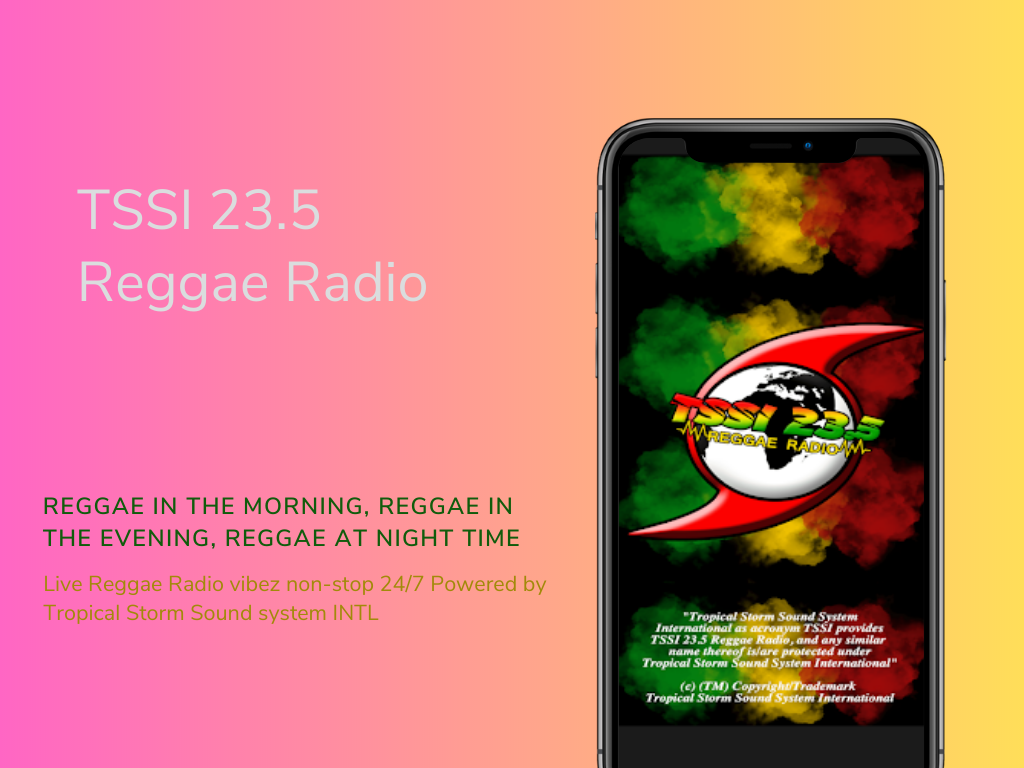 TSSI 23.5
Reggae Radio
REGGAE IN THE MORNING, REGGAE IN
THE EVENING, REGGAE AT NIGHT TIME
Live Reggae Radio vibez non-stop 24/7 Powered by
Tropical Storm Sound system INTL
TSSI 23.5
REGGAE RADIO
"Tropical Storm Sound System
International as acronym TSSI provides
TSSI 23.5 Reggae Radio, and any similar
name thereof is/are protected under
Tropical Storm Sound System International"
(c) (TM) Copyright/Trademark
Tropical Storm Sound System International